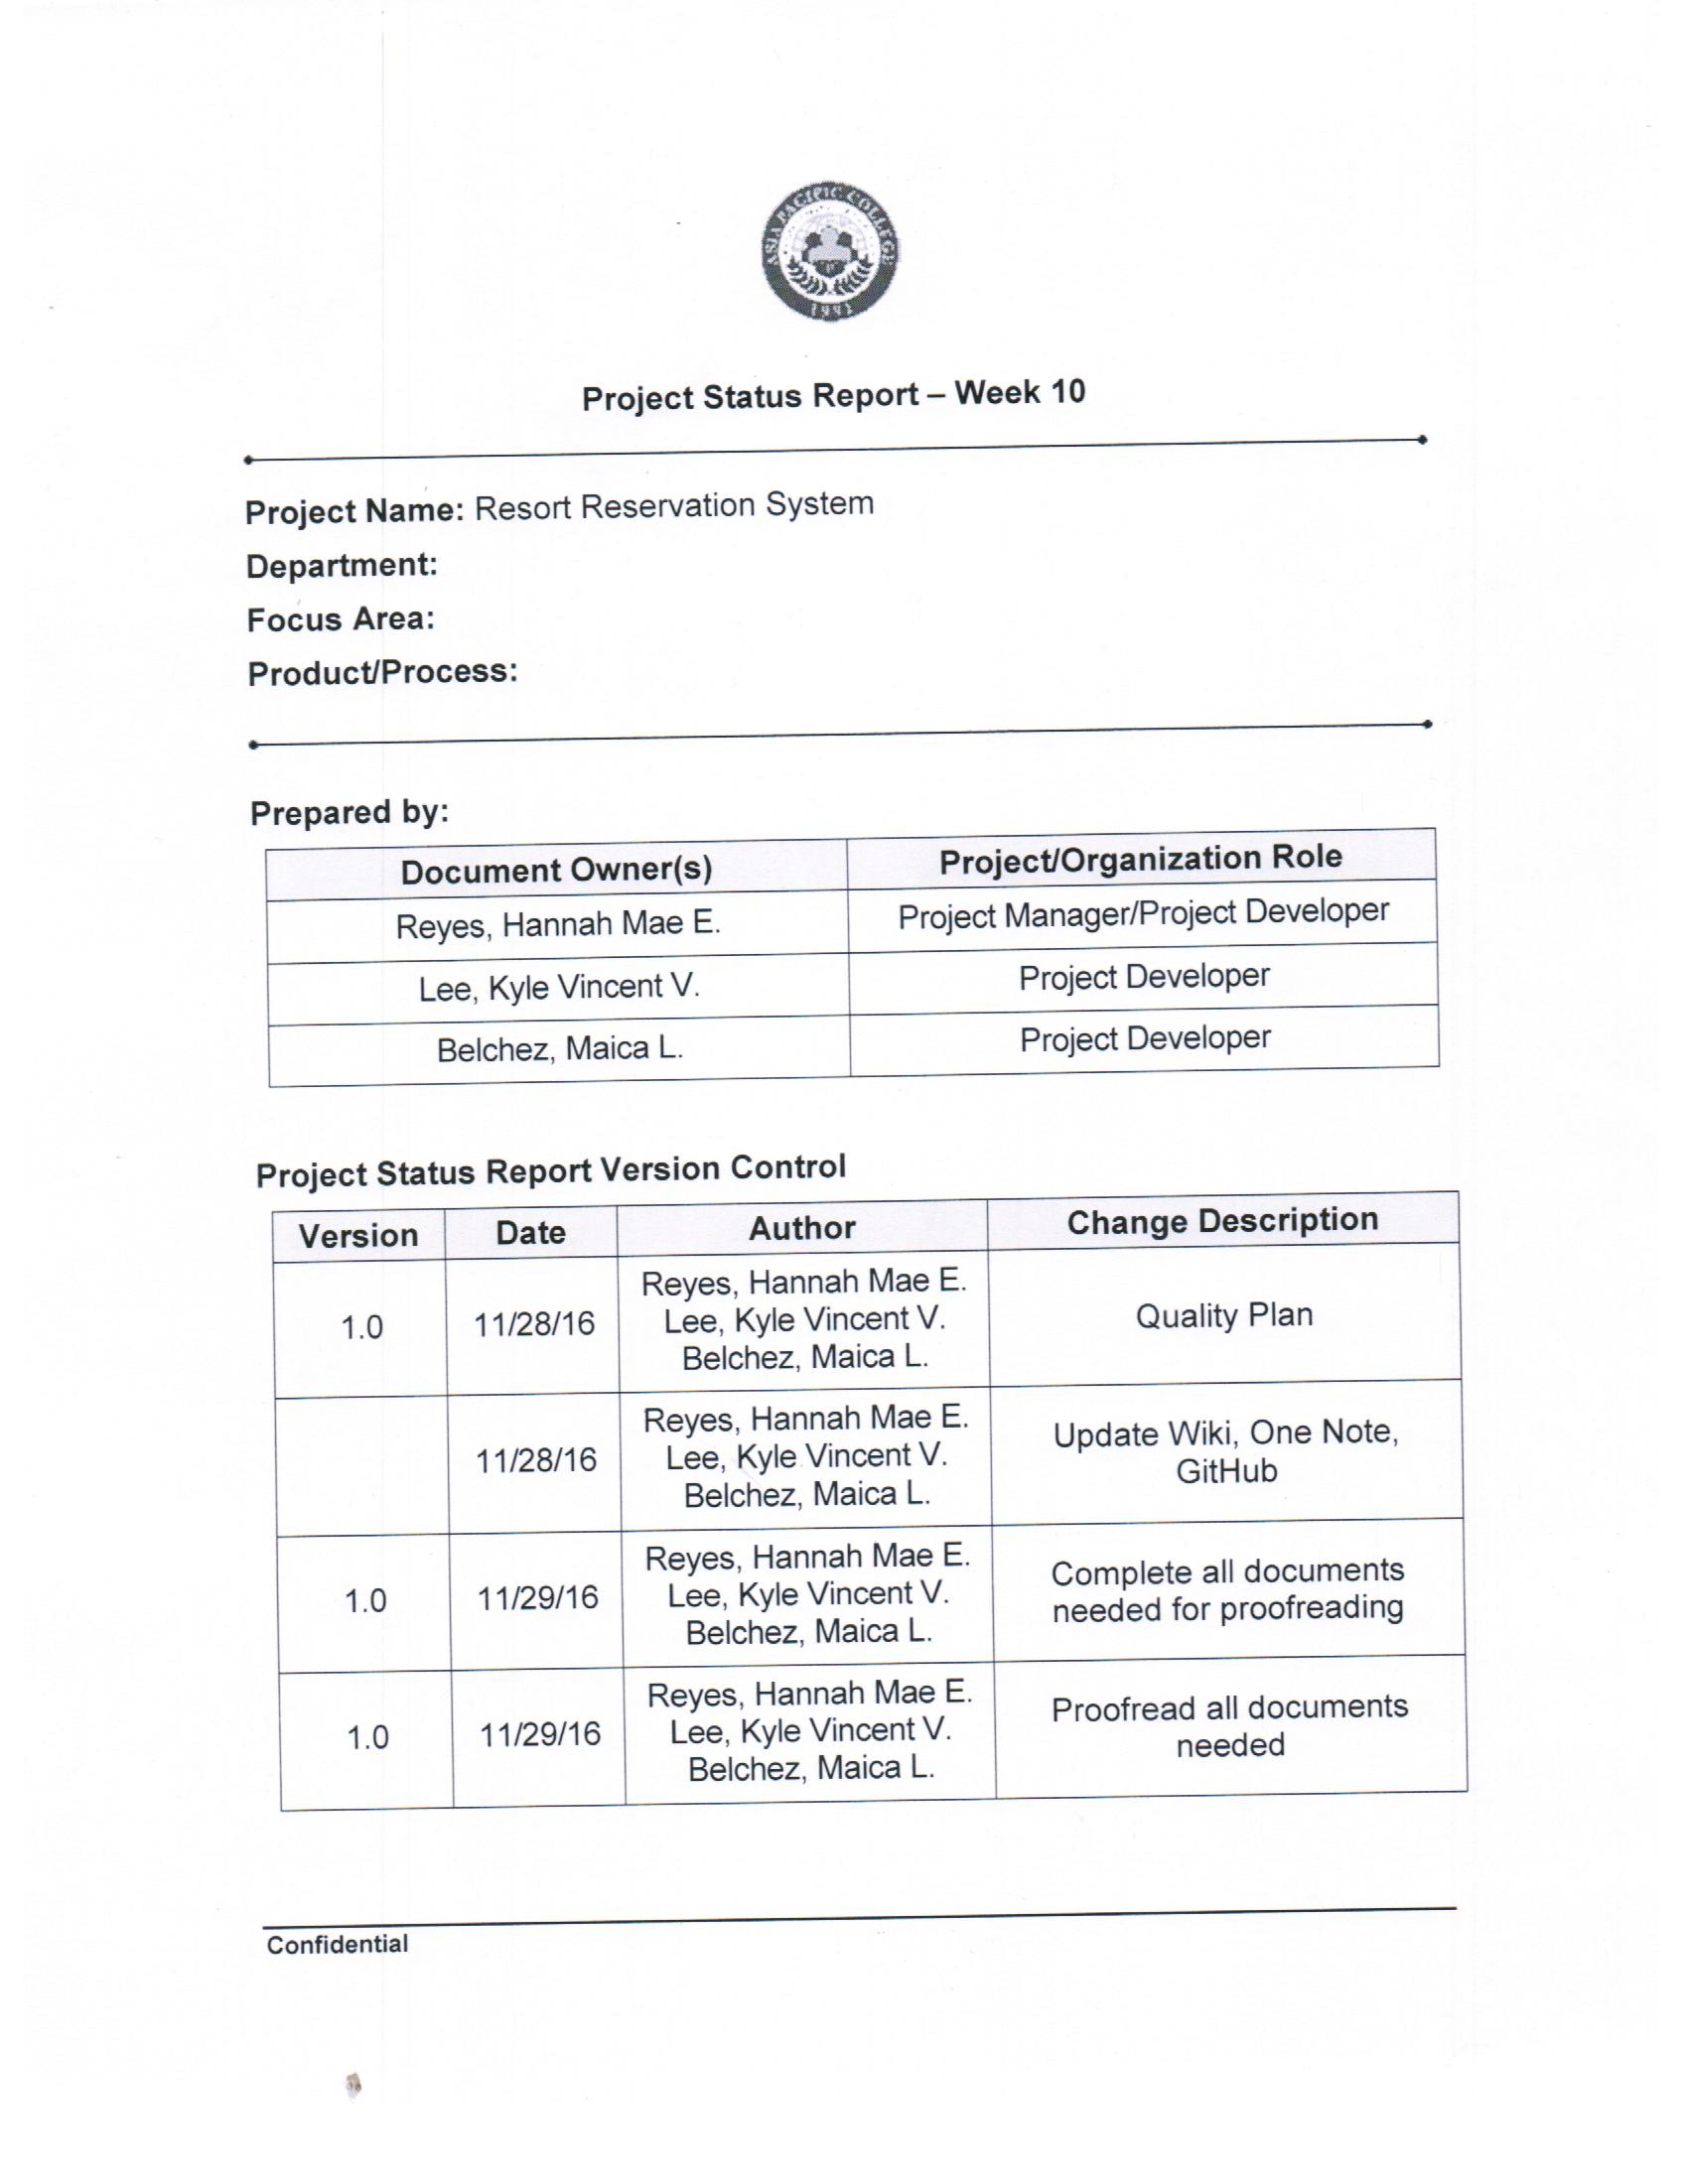 ASIA PACIFIC COLLEGE
1991
Project Status Report – Week 10
Project Name: Resort Reservation System
Department:
Focus Area:
Product/Process:
Prepared by:
Document Owner(s) Project/Organization Role
Reyes, Hannah Mae E. Project Manager/Project Developer
Lee, Kyle Vincent V. Project Developer
Belchez, Maica L. Project Developer
Project Status Report Version Control
Version Date Author Change Description
Reyes, Hannah Mae E.
1.0 11/28/16 Lee, Kyle Vincent V. Quality Plan
Belchez, Maica L.
Reyes, Hannah Mae E.
11/28/16 Lee, Kyle Vincent V. Update Wiki, One Note,
Belchez, Maica L. GitHub
Reyes, Hannah Mae E.
1.0 11/29/16 Lee, Kyle Vincent V. Complete all documents
Belchez, Maica L. needed for proofreading
Reyes, Hannah Mae E.
1.0 11/29/16 Lee, Kyle Vincent V. Proofread all documents
Belchez, Maica L. needed
Confidential